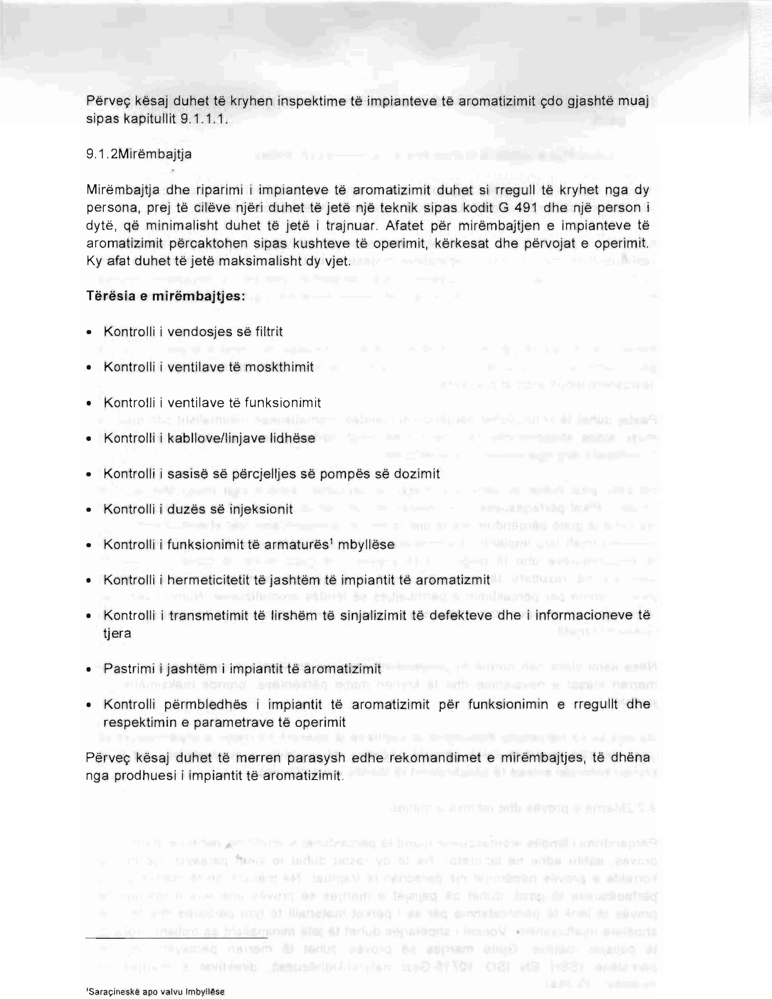 Përveç kësaj duhet të kryhen inspektime të impianteve të aromatizimit çdo gjashtë muaj
sipas kapitullit 9.1.1.1.
9.1.2Mirëmbajtja
Mirëmbajtja dhe riparimi i impianteve të aromatizimit duhet si rregull të kryhet nga dy
persona, prej të cilëve njëri duhet të jetë një teknik sipas kodit G 491 dhe një person i
dytë, që minimalisht duhet të jetë i trajnuar. Afatet për mirëmbajtjen e impianteve të
aromatizimit përcaktohen sipas kushteve të operimit, kërkesat dhe përvojat e operimit.
Ky afat duhet të jetë maksimalisht dy vjet.
Tërësia e mirëmbajtjes:
• Kontrolli i vendosjes së filtrit
• Kontrolli i ventilave të moskthimit
• Kontrolli i ventilave të funksionimit
• Kontrolli i kabllove/linjave lidhëse
• Kontrolli i sasisë së përcjelljes së pompës së dozimit
• Kontrolli i duzës së injeksionit
• Kontrolli i funksionimit të armaturës¹ mbyllëse
• Kontrolli i hermeticitetit të jashtëm të impiantit të aromatizmit
• Kontrolli i transmetimit të lirshëm të sinjalizimit të defekteve dhe i informacioneve të
tjera
• Pastrimi i jashtëm i impiantit të aromatizimit
• Kontrolli përmbledhës i impiantit të aromatizimit për funksionimin e rregullt dhe
respektimin e parametrave të operimit
Përveç kësaj duhet të merren parasysh edhe rekomandimet e mirëmbajtjes, të dhëna
nga prodhuesi i impiantit të aromatizimit.
¹Saraçineskë apo valvu lmbyllëse